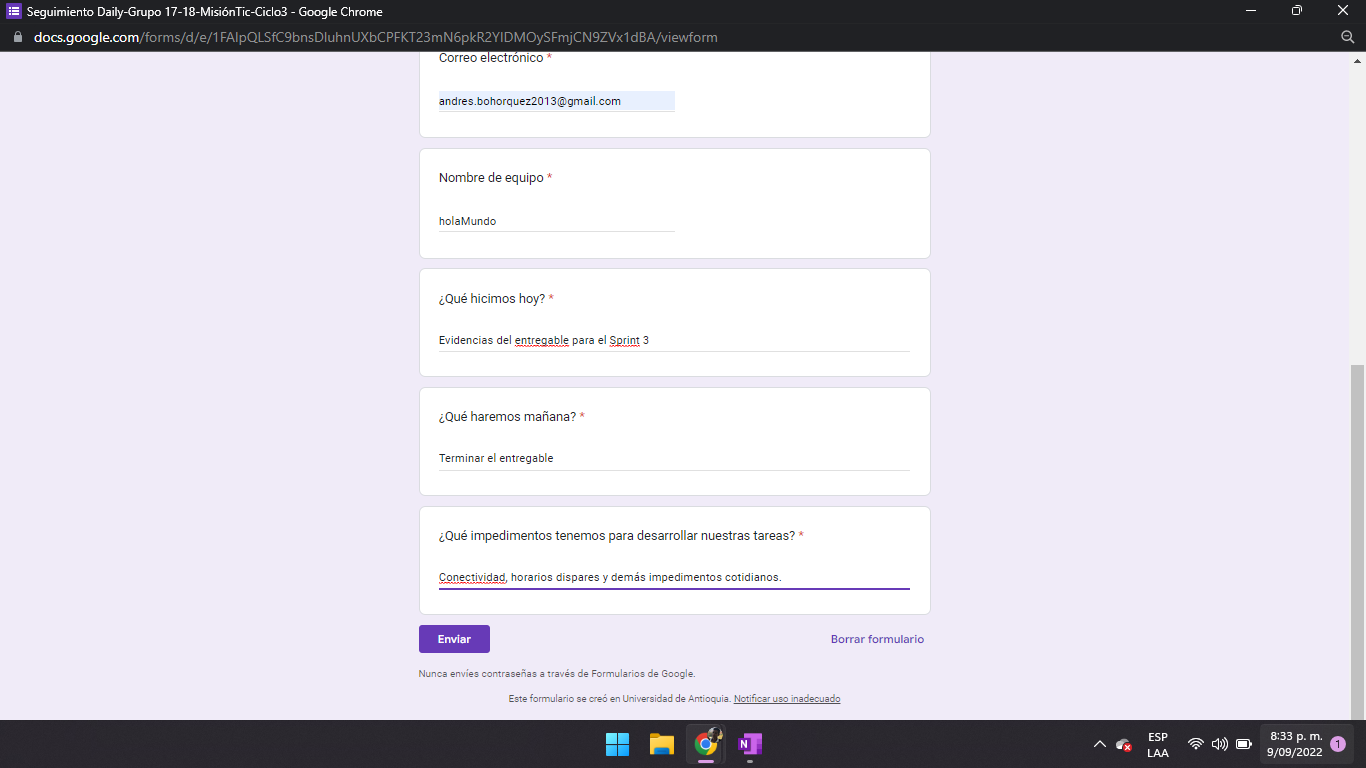 Seguimiento Daily-Grupo 17-18-MisiónTic-Ciclo3 - Google Chrome
docs.google.com/forms/d/e/1FAIpQLSfC9bnsDluhnUXbCPFKT23mN6pkR2YIDMOySFmjCN9ZVx1dBA/viewform
Correo electrónico *
andres.bohorquez2013@gmail.com
Nombre de equipo *
holaMundo
¿Qué hicimos hoy? *
Evidencias del entregable para el Sprint 3
¿Qué haremos mañana? *
Terminar el entregable
¿Qué impedimentos tenemos para desarrollar nuestras tareas? *
Conectividad, horarios dispares y demás impedimentos cotidianos.
Enviar
Borrar formulario
Nunca envíes contraseñas a través de Formularios de Google.
Este formulario se creó en Universidad de Antioquia. Notificar uso inadecuado
N
ESP
LAA
8:33 p. m.
9/09/2022
1